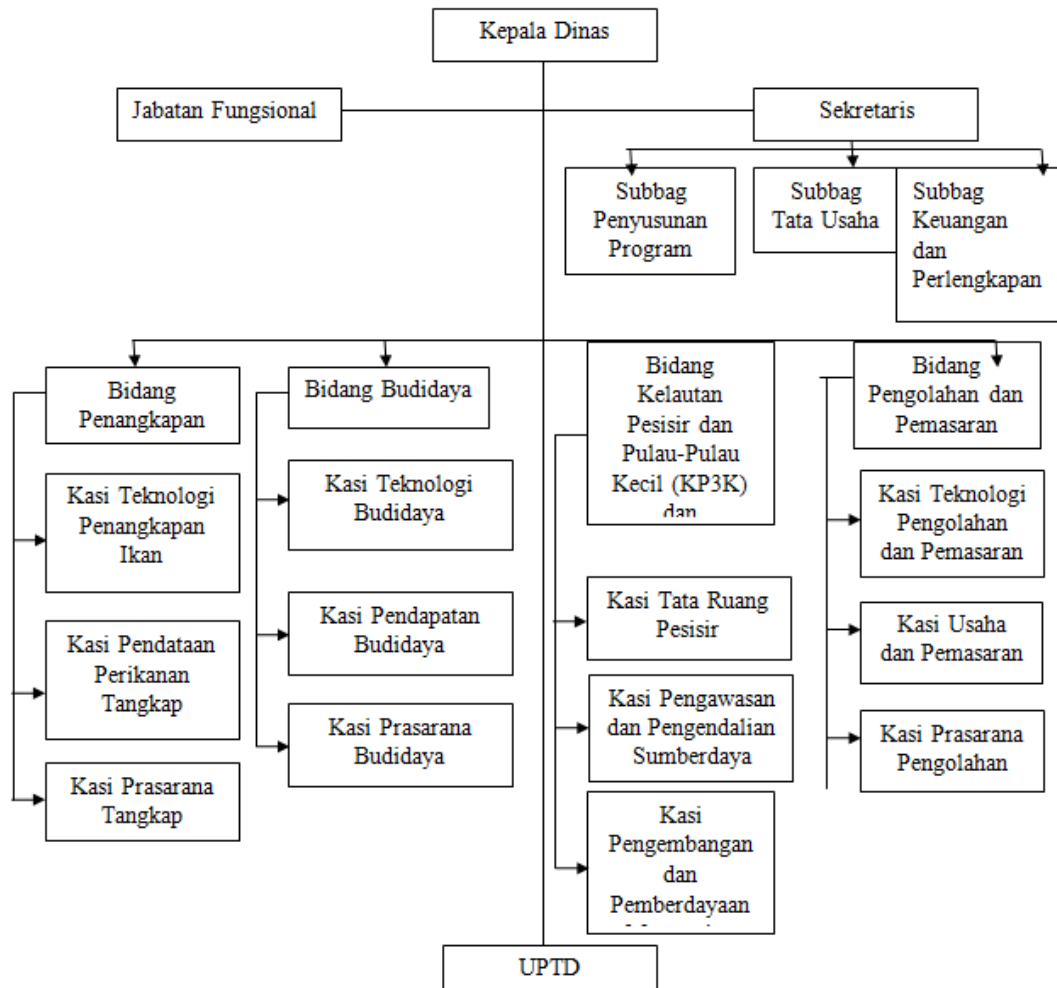 Kepala Dinas
Jabatan Fungsional
Sekretaris
Subbag
Penyusunan
Program
Subbag
Tata Usaha
Subbag
Keuangan
dan
Perlengkapan
Bidang
Penangkapan
Kasi Teknologi
Penangkapan
Ikan
Kasi Pendataan
Perikanan
Tangkap
Kasi Prasarana
Tangkap
Bidang Budidaya
Kasi Teknologi
Budidaya
Kasi Pendapatan
Budidaya
Kasi Prasarana
Budidaya
Bidang
Kelautan
Pesisir dan
Pulau-Pulau
Kecil (KP3K)
dan
Kasi Tata Ruang
Pesisir
Kasi Pengawasan
dan Pengendalian
Sumberdaya
Kasi
Pengembangan
dan
Pemberdayaan
Bidang
Pengolahan dan
Pemasaran
Kasi Teknologi
Pengolahan
dan Pemasaran
Kasi Usaha
dan Pemasaran
Kasi Prasarana
Pengolahan
UPTD